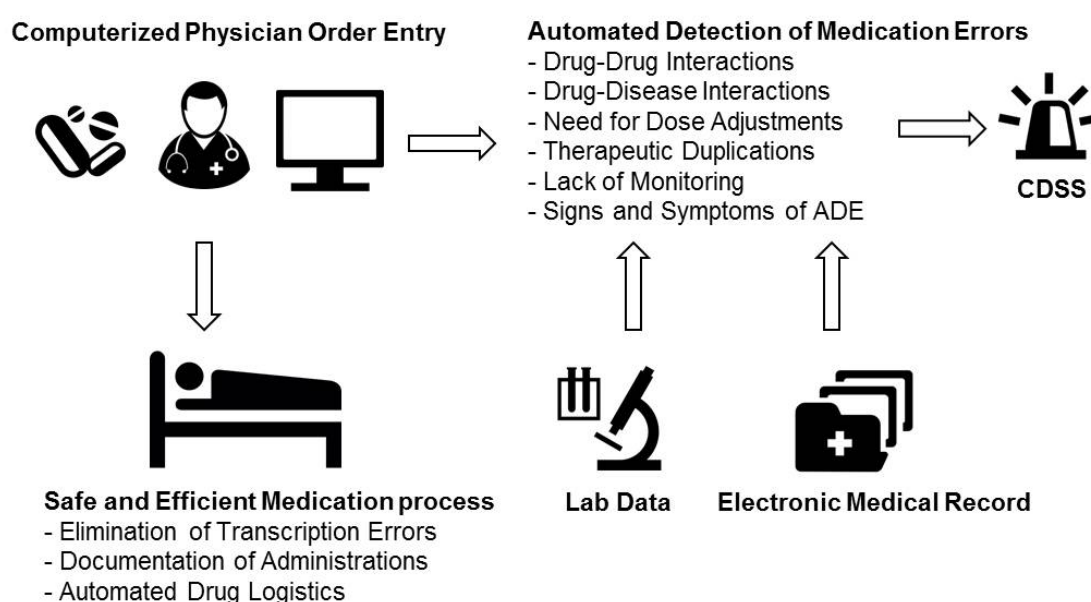 Computerized Physician Order Entry
Automated Detection of Medication Errors
- Drug-Drug Interactions
- Drug-Disease Interactions
- Need for Dose Adjustments
- Therapeutic Duplications
- Lack of Monitoring
- Signs and Symptoms of ADE
CDSS
Safe and Efficient Medication process
- Elimination of Transcription Errors
- Documentation of Administrations
- Automated Drug Logistics
Lab Data
Electronic Medical Record